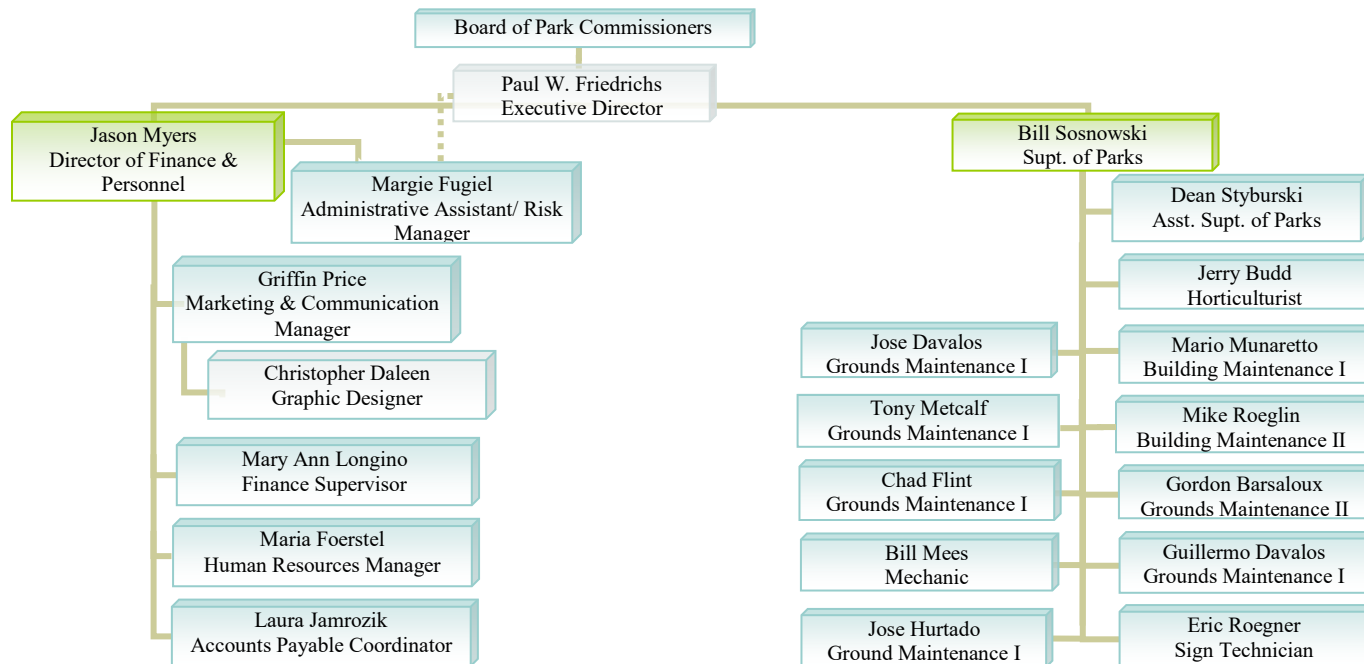 Board of Park Commissioners
Paul W. Friedrichs
Executive Director
Jason Myers
Director of Finance &
Personnel
Margie Fugiel
Administrative Assistant/ Risk
Manager
Griffin Price
Marketing & Communication
Manager
Christopher Daleen
Graphic Designer
Mary Ann Longino
Finance Supervisor
Maria Foerstel
Human Resources Manager
Laura Jamrozik
Accounts Payable Coordinator
Bill Sosnowski
Supt. of Parks
Dean Styburski
Asst. Supt. of Parks
Jerry Budd
Horticulturist
Jose Davalos
Grounds Maintenance I
Mario Munaretto
Building Maintenance I
Tony Metcalf
Grounds Maintenance I
Mike Roeglin
Building Maintenance II
Chad Flint
Grounds Maintenance I
Gordon Barsaloux
Grounds Maintenance II
Bill Mees
Mechanic
Guillermo Davalos
Grounds Maintenance I
Jose Hurtado
Ground Maintenance I
Eric Roegner
Sign Technician